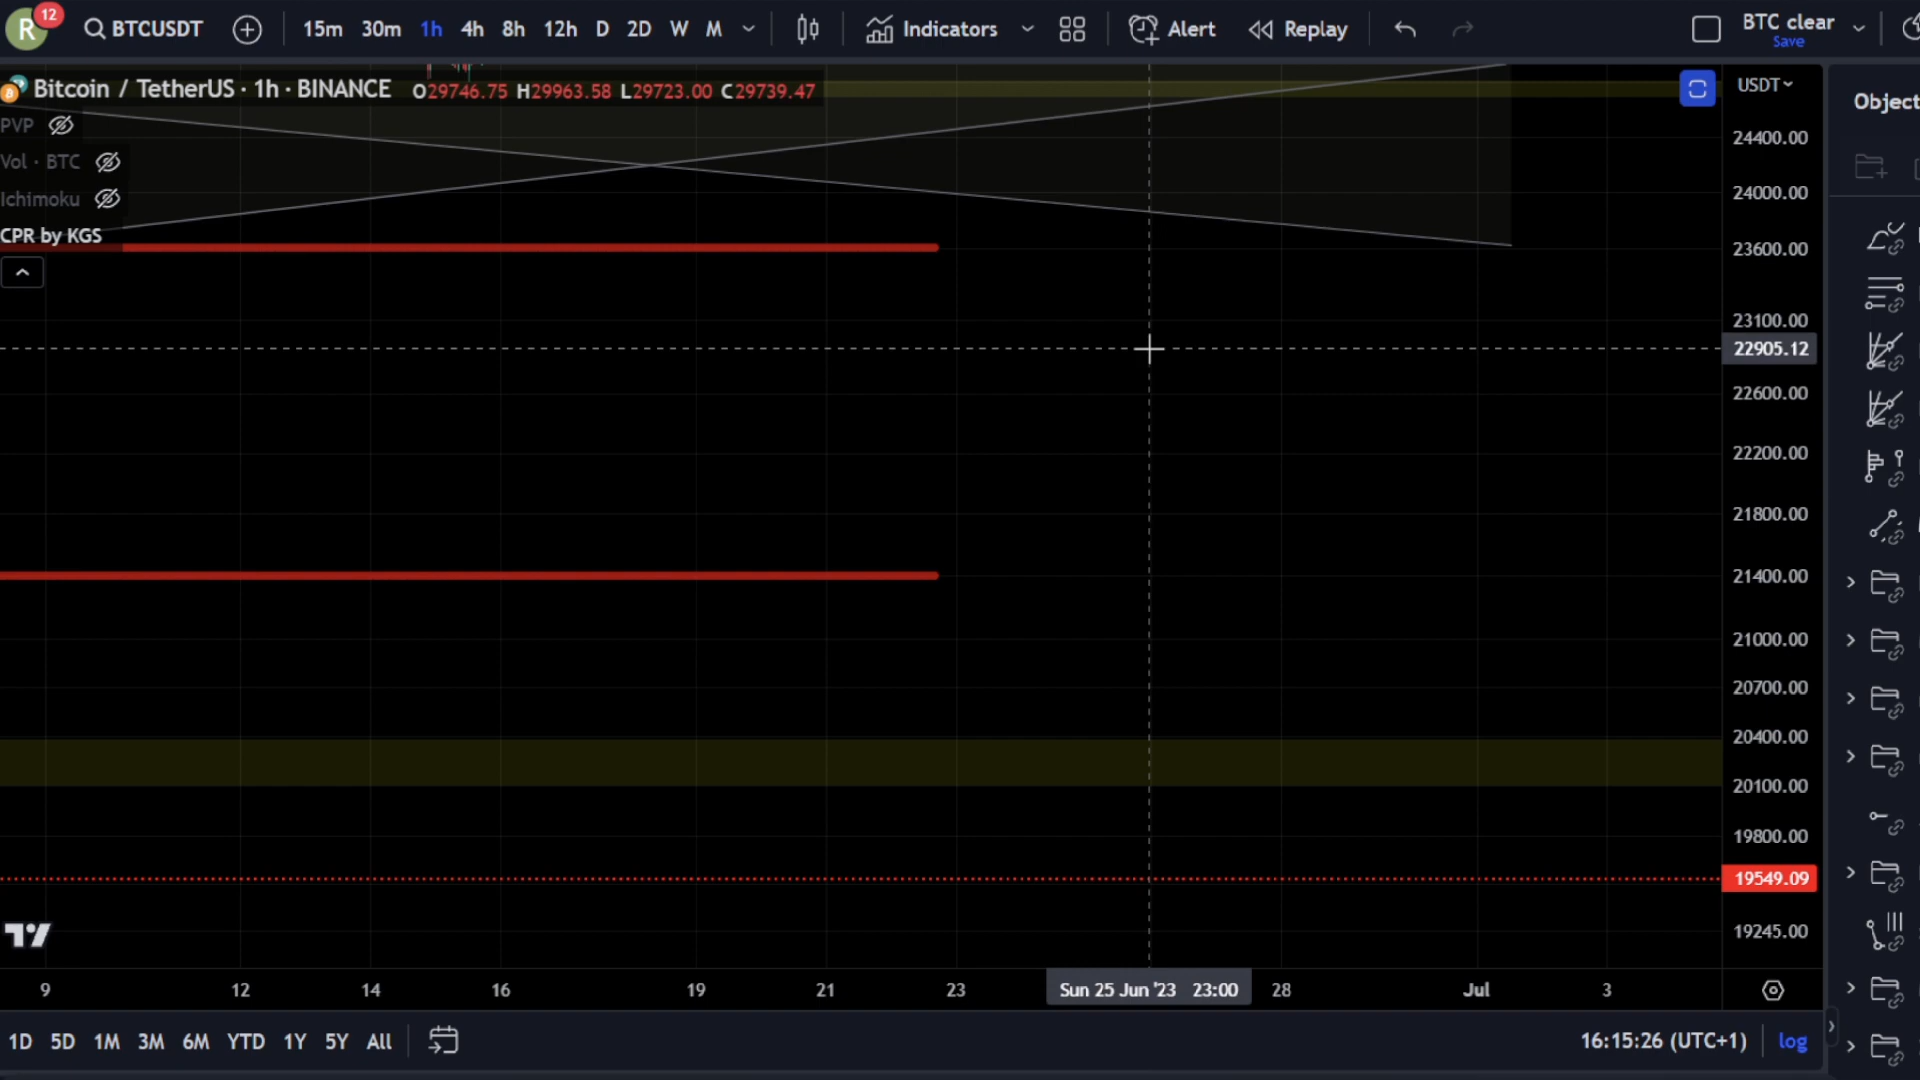 R 12 BTCUSDT 15m 30m 1h 4h 8h 12h D 2D W M Indicators Alert Replay BTC clear
Save
Bitcoin / TetherUS · 1h · BINANCE O29746.75 H29963.58 L29723.00 C29739.47 USDT
Object
PVP
24400.00
Vol · BTC
24000.00
Ichimoku
CPR by KGS
23600.00
23100.00
22905.12
22600.00
22200.00
21800.00
21400.00
21000.00
20700.00
20400.00
20100.00
19800.00
19549.09
19245.00
9 12 14 16 19 21 23 Sun 25 Jun '23 23:00 28 Jul 3
1D 5D 1M 3M 6M YTD 1Y 5Y All 16:15:26 (UTC+1) log